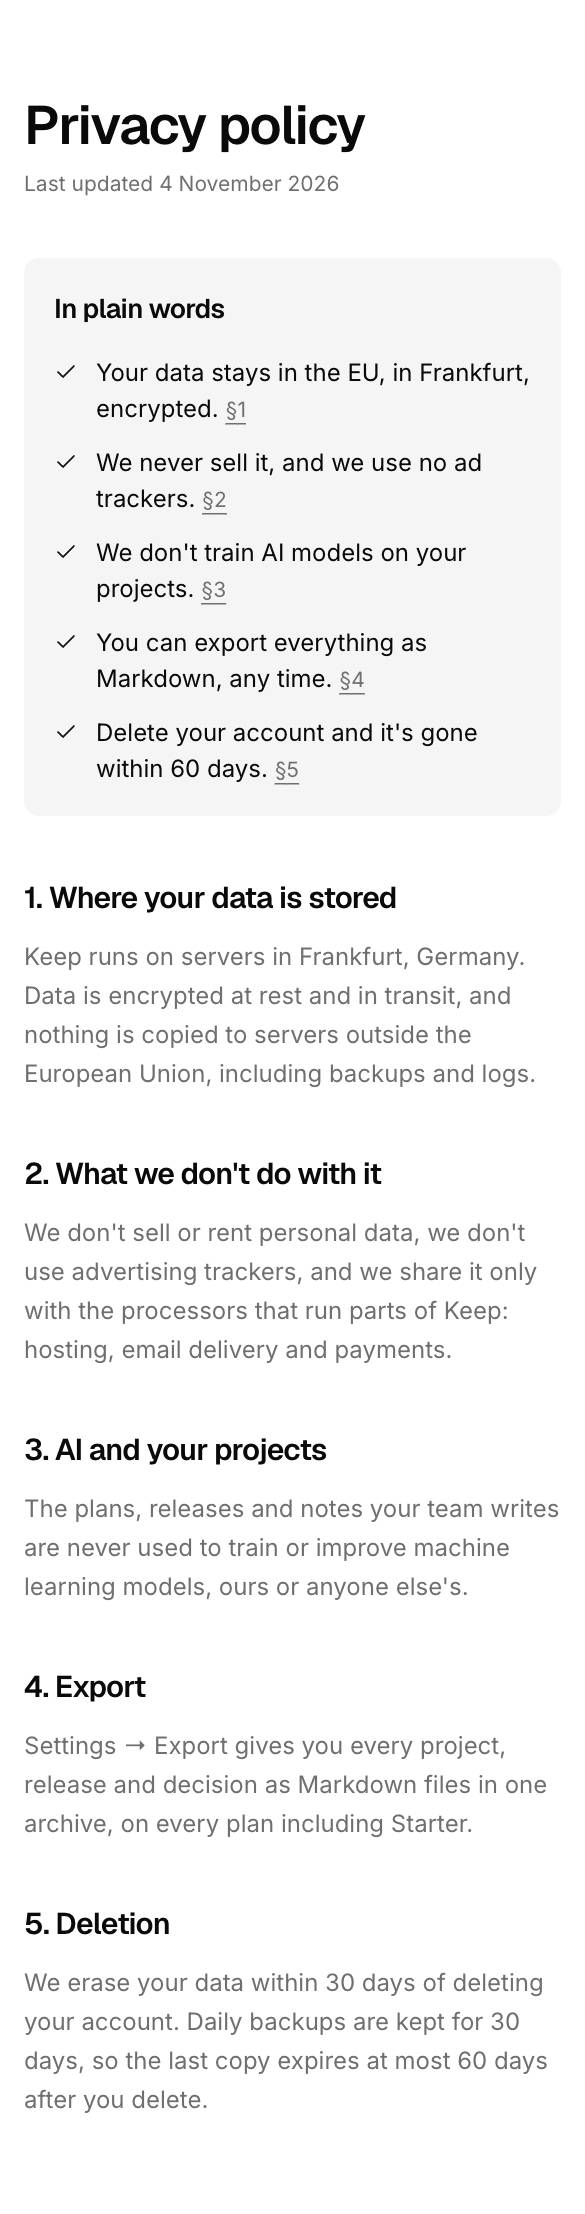 Privacy policy
Last updated 4 November 2026
In plain words
Your data stays in the EU, in Frankfurt,
encrypted. §1
We never sell it, and we use no ad
trackers. §2
We don't train AI models on your
projects. §3
You can export everything as
Markdown, any time. §4
Delete your account and it's gone
within 60 days. §5
1. Where your data is stored
Keep runs on servers in Frankfurt, Germany.
Data is encrypted at rest and in transit, and
nothing is copied to servers outside the
European Union, including backups and logs.
2. What we don't do with it
We don't sell or rent personal data, we don't
use advertising trackers, and we share it only
with the processors that run parts of Keep:
hosting, email delivery and payments.
3. AI and your projects
The plans, releases and notes your team writes
are never used to train or improve machine
learning models, ours or anyone else's.
4. Export
Settings → Export gives you every project,
release and decision as Markdown files in one
archive, on every plan including Starter.
5. Deletion
We erase your data within 30 days of deleting
your account. Daily backups are kept for 30
days, so the last copy expires at most 60 days
after you delete.